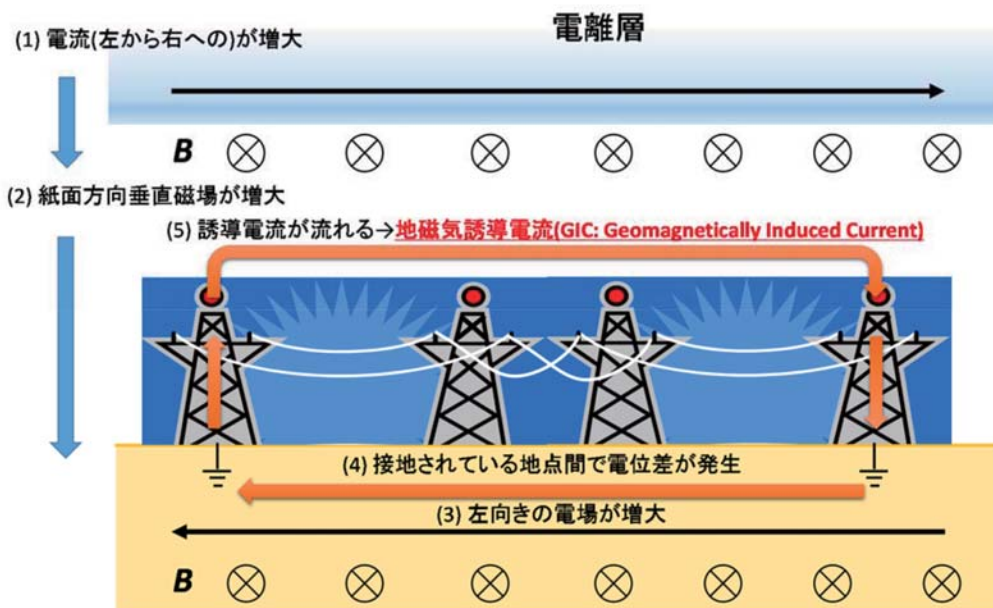 電離層
(1) 電流(左から右への)が増大
B
(2) 紙面方向垂直磁場が増大
(5) 誘導電流が流れる→地磁気誘導電流(GIC: Geomagnetically Induced Current)
(4) 接地されている地点間で電位差が発生
(3) 左向きの電場が増大
B